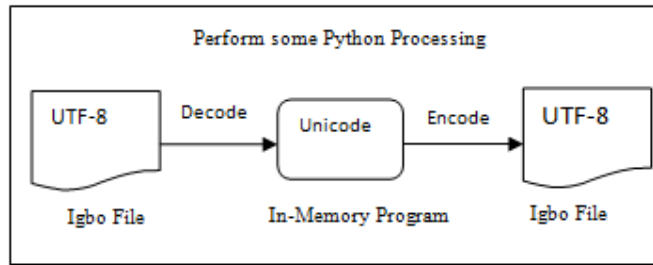 Perform some Python Processing
UTF-8
Decode
Unicode
Encode
UTF-8
Igbo File
In-Memory Program
Igbo File